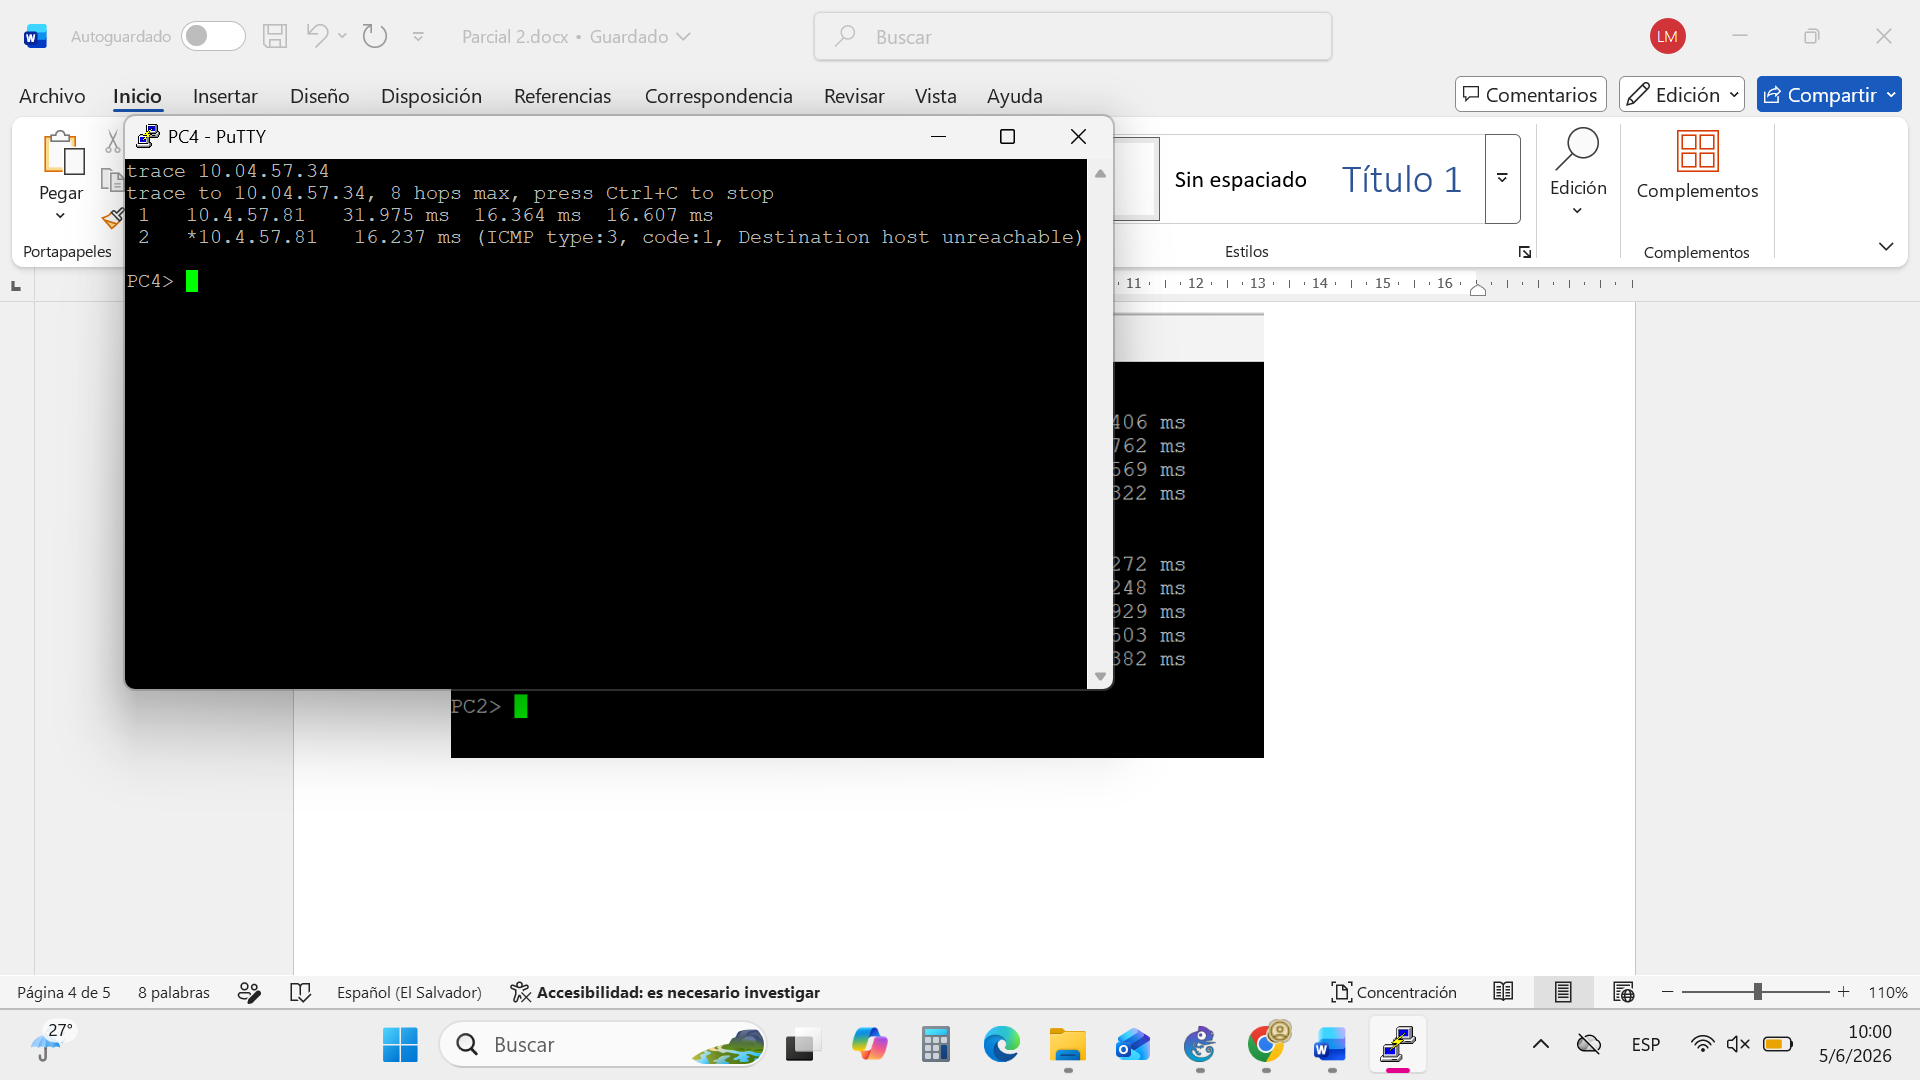 Autoguardado
Parcial 2.docx • Guardado
Buscar
LM
Archivo
Inicio
Insertar
Diseño
Disposición
Referencias
Correspondencia
Revisar
Vista
Ayuda
Comentarios
Edición
Compartir
Pegar
Portapapeles
Sin espaciado
Título 1
Estilos
Edición
Complementos
Complementos
PC4 - PuTTY
trace 10.04.57.34
trace to 10.04.57.34, 8 hops max, press Ctrl+C to stop
1 10.4.57.81 31.975 ms 16.364 ms 16.607 ms
2 *10.4.57.81 16.237 ms (ICMP type:3, code:1, Destination host unreachable)
PC4>
11 12 13 14 15 16
406 ms
762 ms
569 ms
322 ms
272 ms
248 ms
929 ms
503 ms
382 ms
PC2>
Página 4 de 5
8 palabras
Español (El Salvador)
Accesibilidad: es necesario investigar
Concentración
110%
27°
Buscar
ESP
10:00
5/6/2026